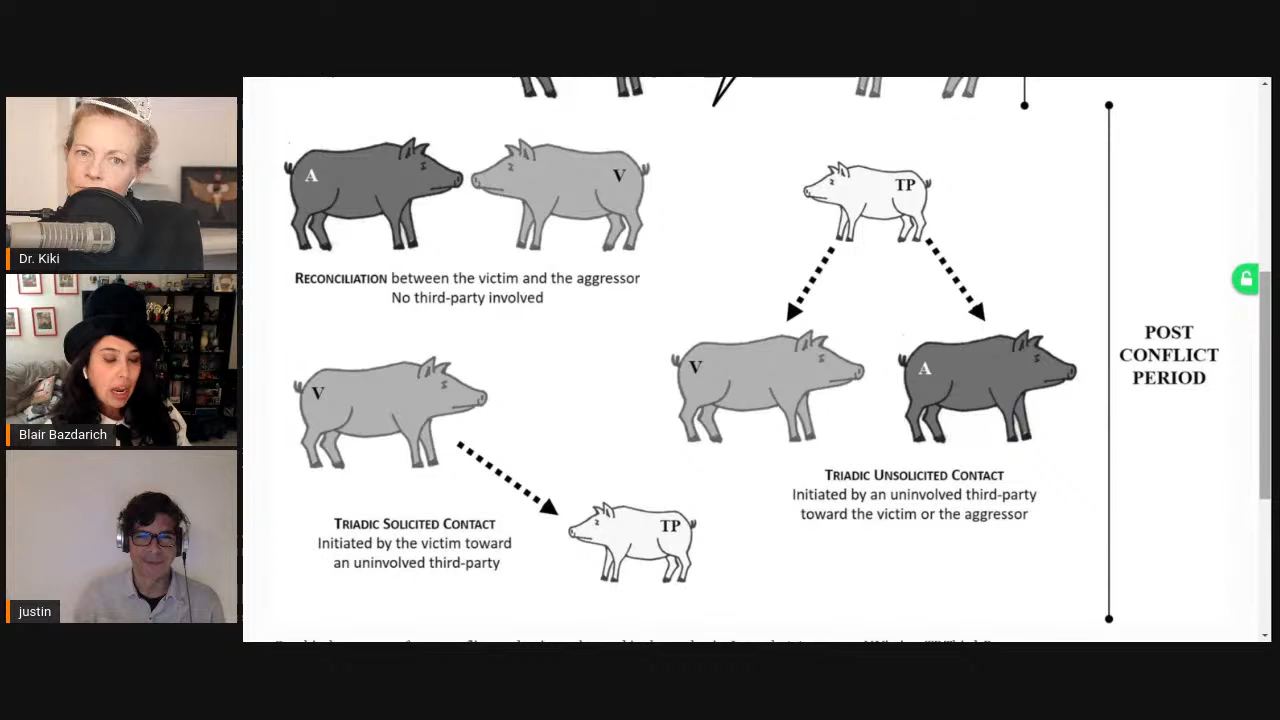 Dr. Kiki
Blair Bazdarich
justin
A
V
TP
RECONCILIATION between the victim and the aggressor
No third-party involved
V
V
A
POST
CONFLICT
PERIOD
TRIADIC UNSOLICITED CONTACT
Initiated by an uninvolved third-party
toward the victim or the aggressor
TRIADIC SOLICITED CONTACT
Initiated by the victim toward
an uninvolved third-party
TP